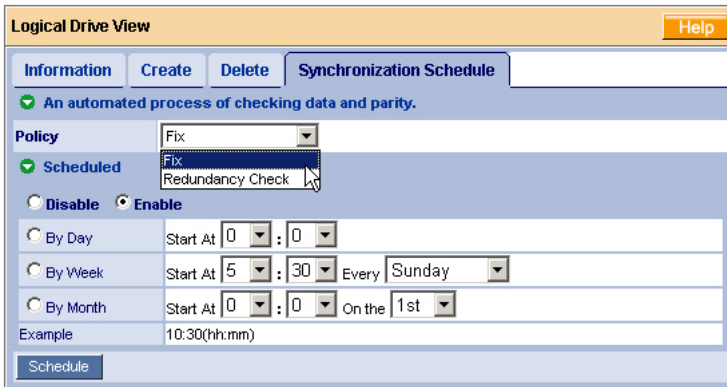 Logical Drive View Help
Information Create Delete Synchronization Schedule
An automated process of checking data and parity.
Policy Fix
Fix
Scheduled
Redundancy Check
Disable Enable
By Day Start At 0 : 0
By Week Start At 5 : 30 Every Sunday
By Month Start At 0 : 0 On the 1st
Example 10:30(hh:mm)
Schedule